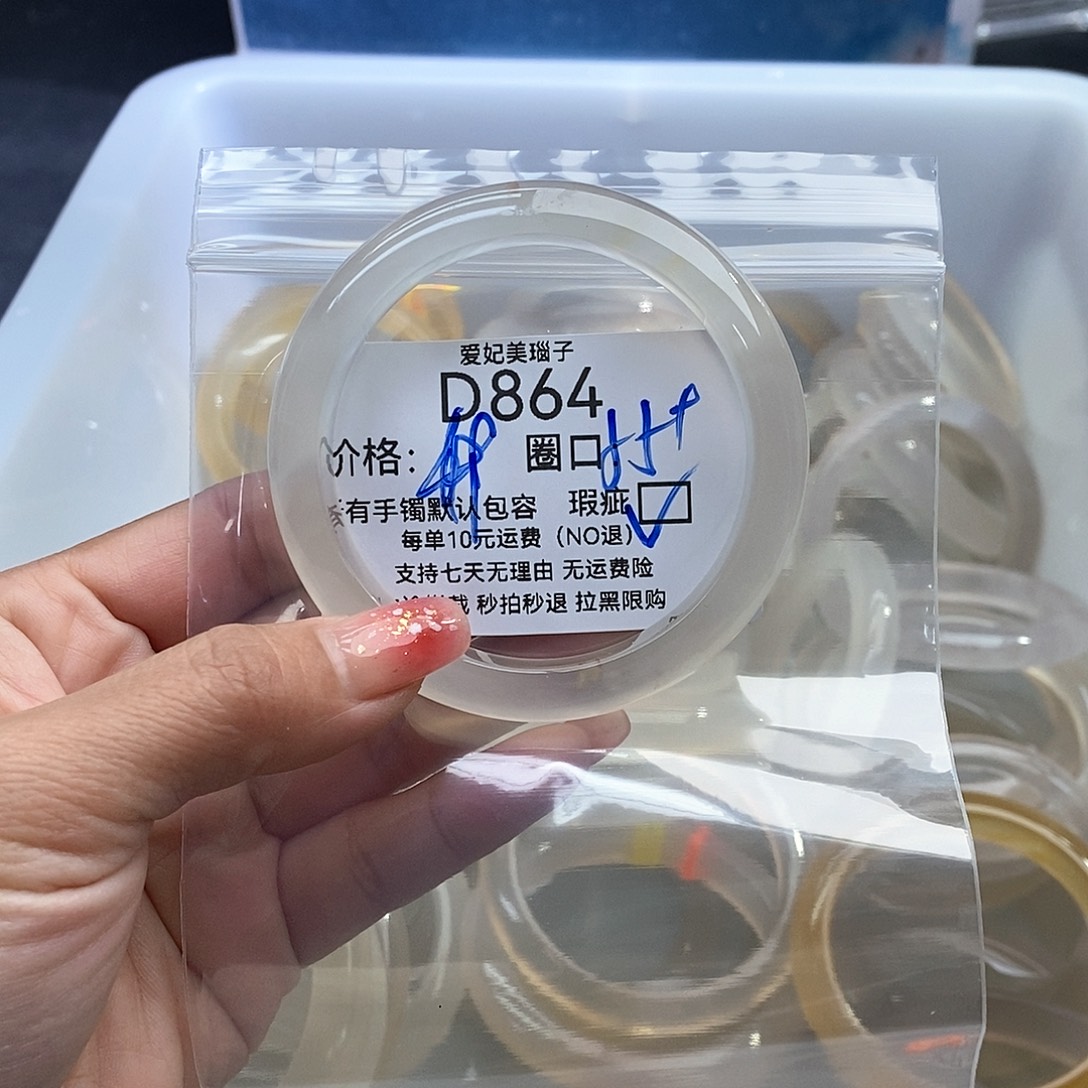 爱妃美瑙子
D864
价格： 圈口55+
有手镯默认包容 瑕疵 ✓
每单10元运费（NO退）
支持七天无理由 无运费险
秒拍秒退 拉黑限购